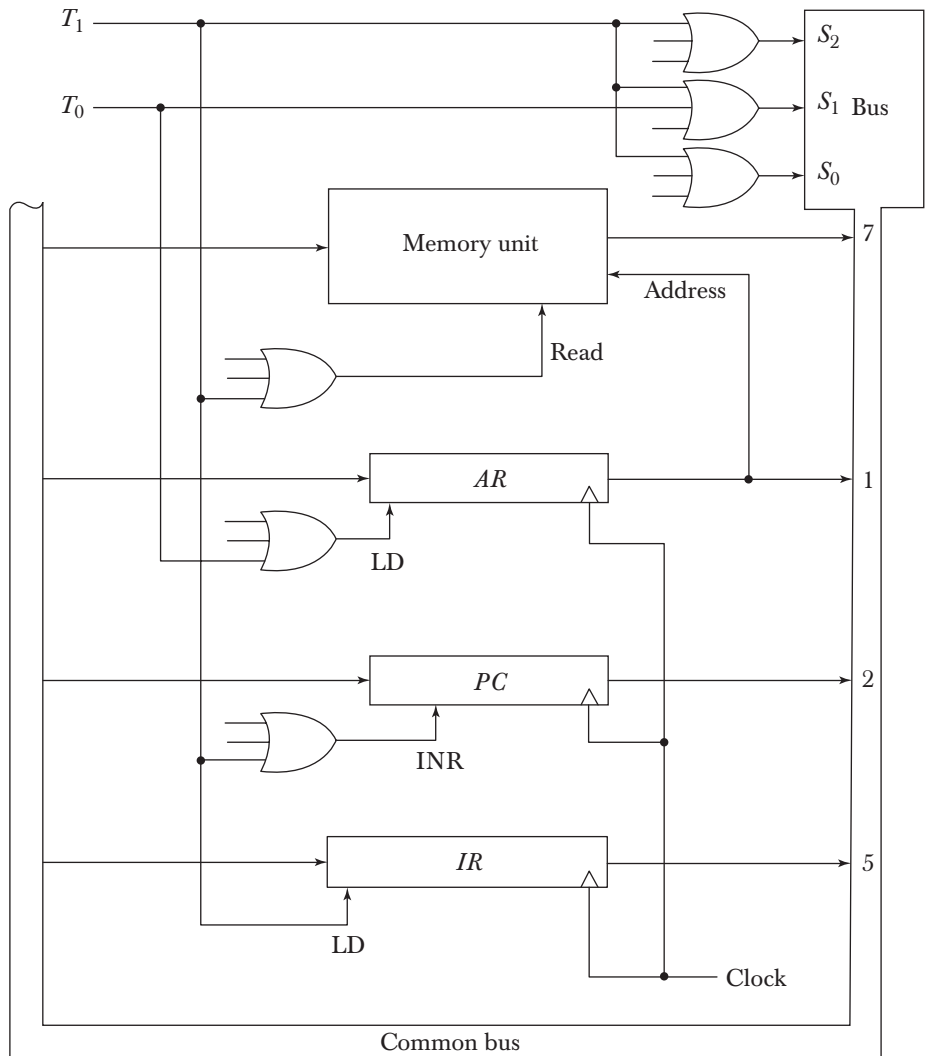 T1
S2
T0
S1 Bus
S0
Memory unit
7
Address
Read
AR
1
LD
PC
2
INR
IR
5
LD
Clock
Common bus